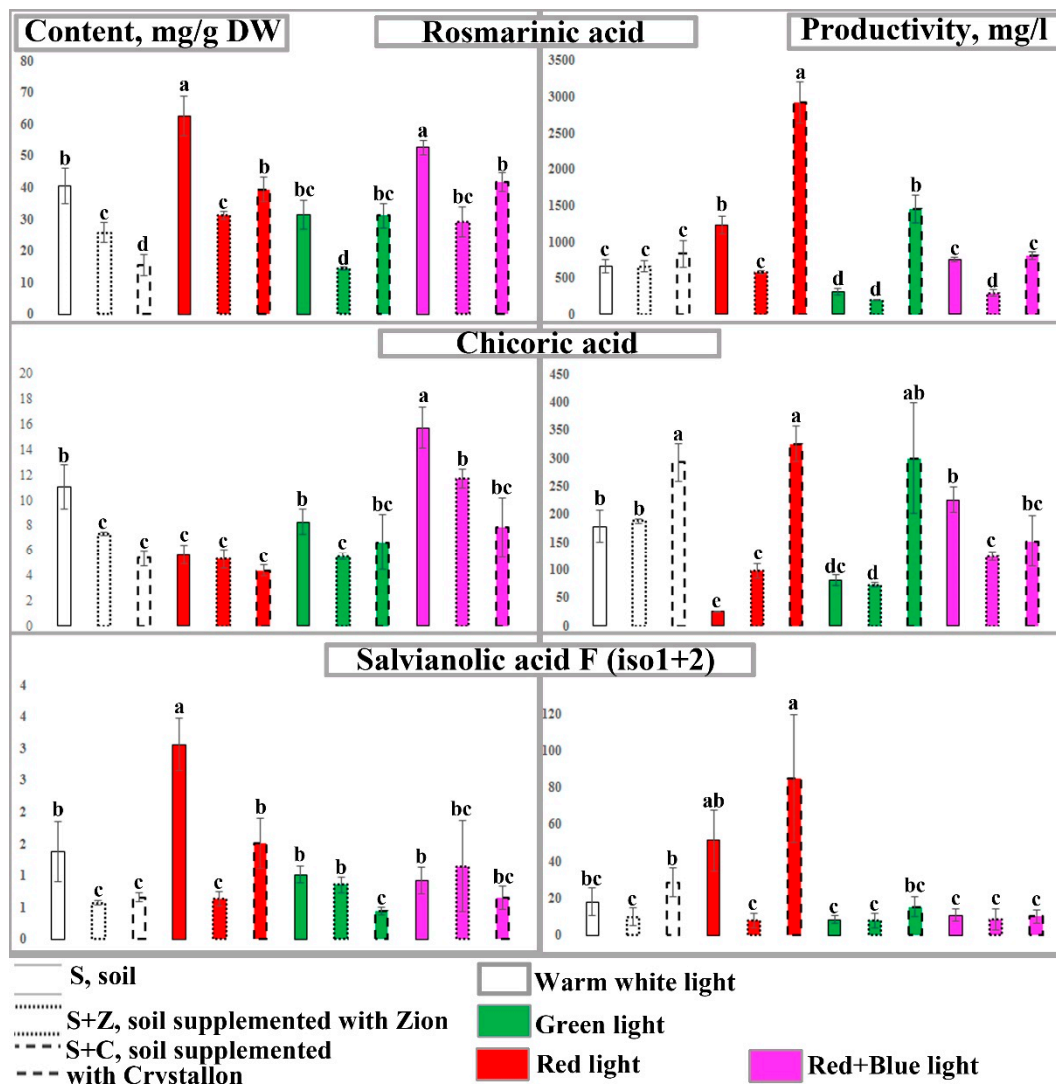 Content, mg/g DW
Rosmarinic acid
Productivity, mg/l
80
70
60
50
40
30
20
10
0
b
c
d
a
c
b
bc
d
bc
a
c
b
3500
3000
2500
2000
1500
1000
500
0
c
c
c
b
c
a
d
d
b
c
d
c
Chicoric acid
20
18
16
14
12
10
8
6
4
2
0
b
c
c
c
c
c
b
c
bc
a
b
bc
450
400
350
300
250
200
150
100
50
0
b
b
a
c
c
a
dc
d
ab
b
c
bc
Salvianolic acid F (iso1+2)
4
4
3
3
2
2
1
1
0
b
c
c
a
c
b
b
b
c
b
bc
c
120
100
80
60
40
20
0
bc
c
b
ab
c
a
c
c
bc
c
c
c
S, soil
S+Z, soil supplemented with Zion
S+C, soil supplemented
with Crystallon
Warm white light
Green light
Red light
Red+Blue light